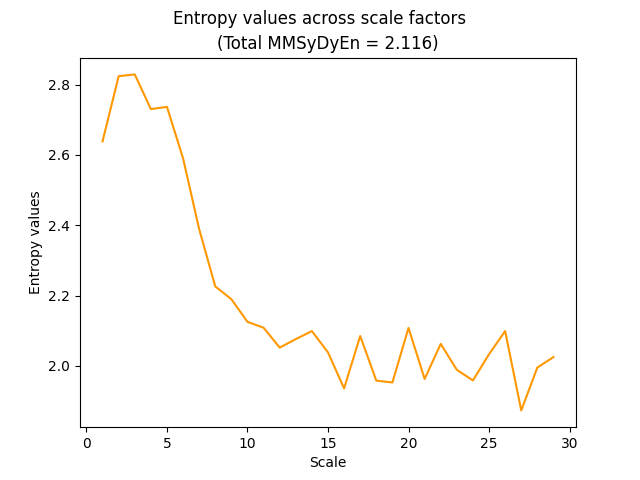 Entropy values across scale factors
(Total MMSyDyEn = 2.116)
2.8
2.6
2.4
2.2
2.0
Entropy values
0 5 10 15 20 25 30
Scale